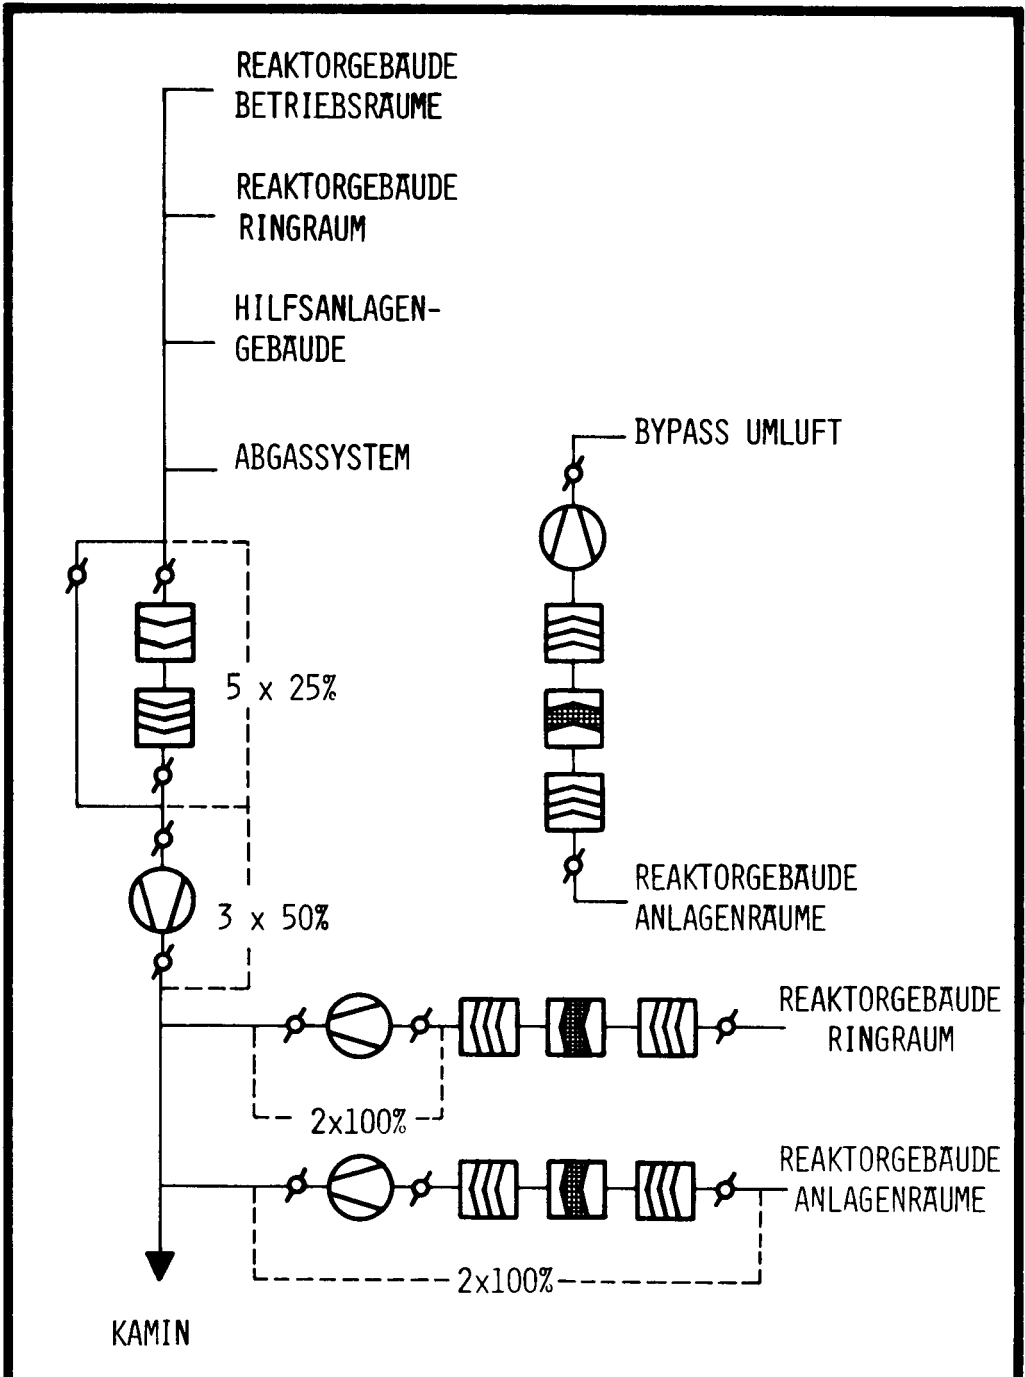 REAKTORGEBÄUDE
BETRIEBSRÄUME
REAKTORGEBÄUDE
RINGRAUM
HILFSANLAGEN-
GEBÄUDE
ABGASSYSTEM
BYPASS UMLUFT
5 x 25%
REAKTORGEBÄUDE
ANLAGENRÄUME
3 x 50%
REAKTORGEBÄUDE
RINGRAUM
2x100%
REAKTORGEBÄUDE
ANLAGENRÄUME
2x100%
KAMIN